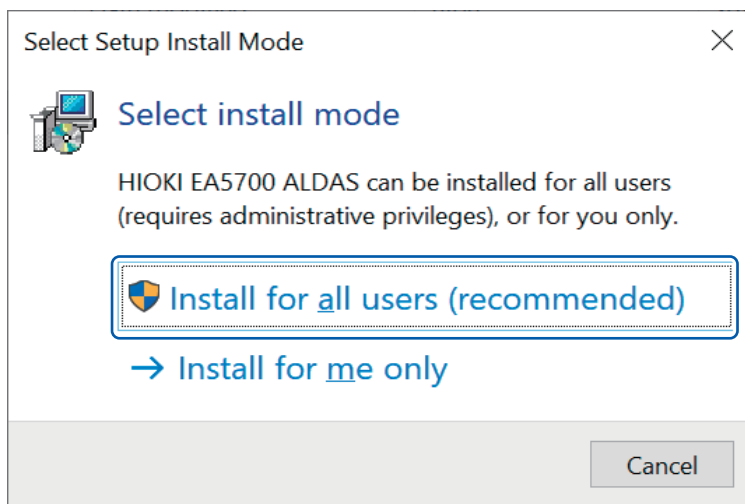 Select Setup Install Mode
Select install mode
HIOKI EA5700 ALDAS can be installed for all users
(requires administrative privileges), or for you only.
Install for all users (recommended)
→ Install for me only
Cancel